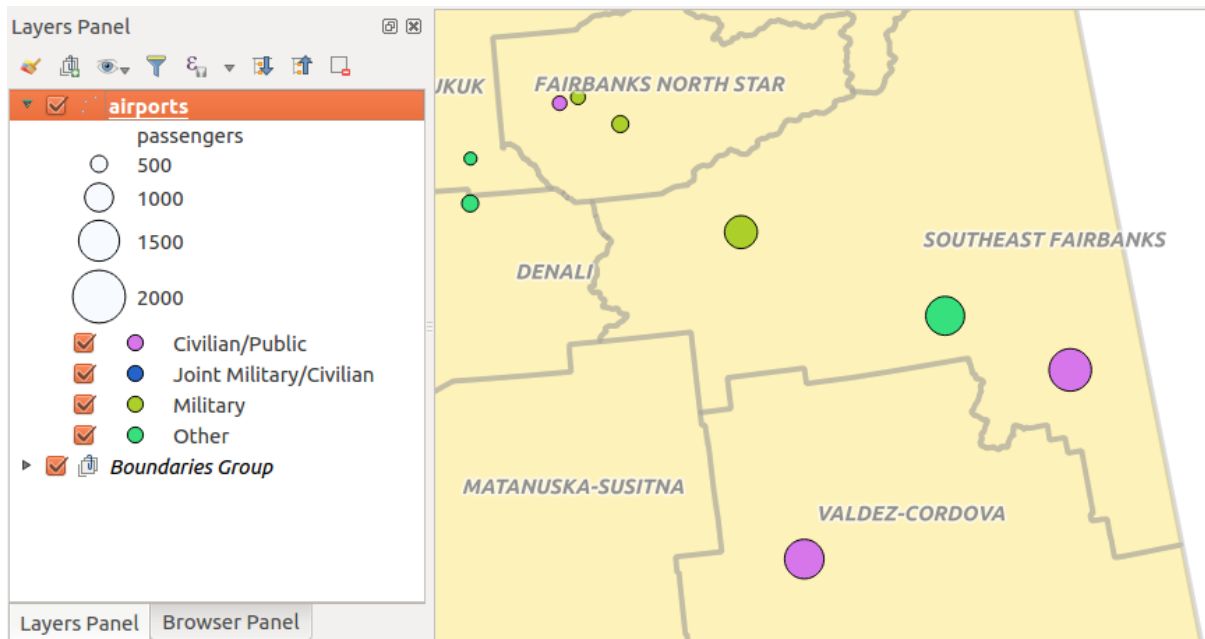 Layers Panel
airports
passengers
500
1000
1500
2000
Civilian/Public
Joint Military/Civilian
Military
Other
Boundaries Group
Layers Panel
Browser Panel
UKUK
FAIRBANKS NORTH STAR
SOUTHEAST FAIRBANKS
DENALI
MATANUSKA-SUSITNA
VALDEZ-CORDOVA